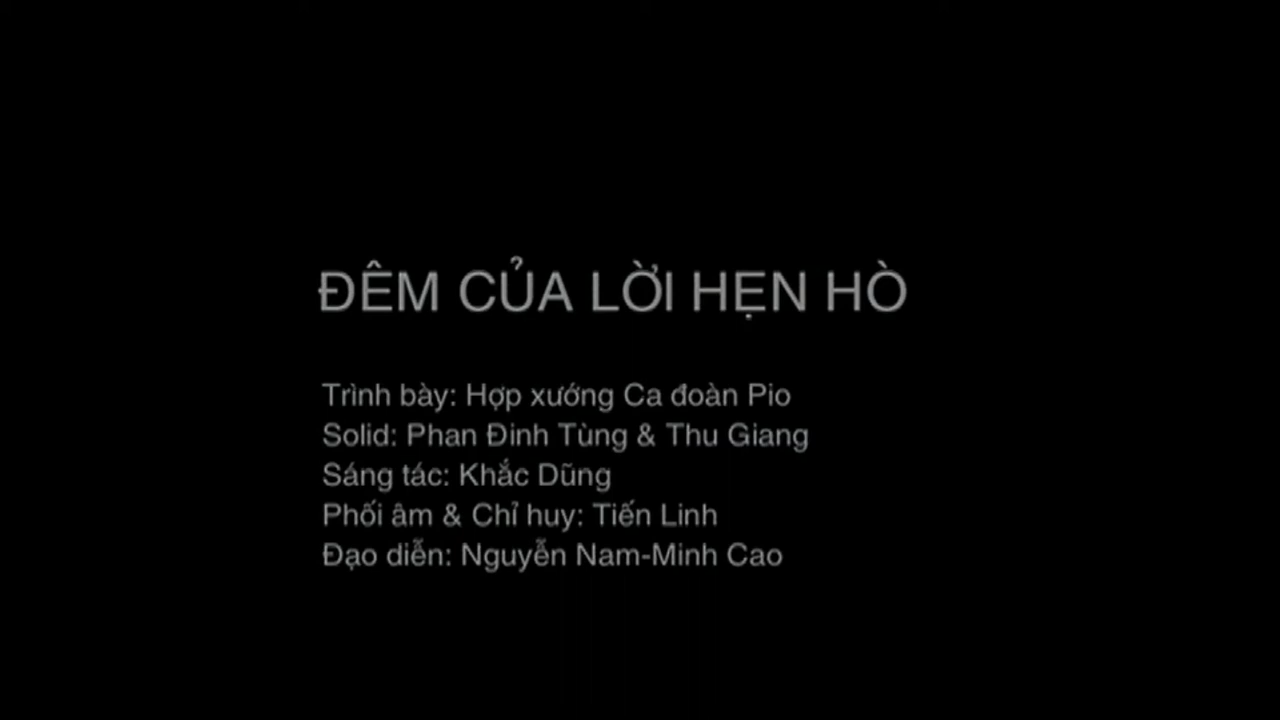 ĐÊM CỦA LỜI HẸN HÒ
Trình bày: Hợp xướng Ca đoàn Pio
Solid: Phan Đinh Tùng & Thu Giang
Sáng tác: Khắc Dũng
Phối âm & Chỉ huy: Tiến Linh
Đạo diễn: Nguyễn Nam-Minh Cao